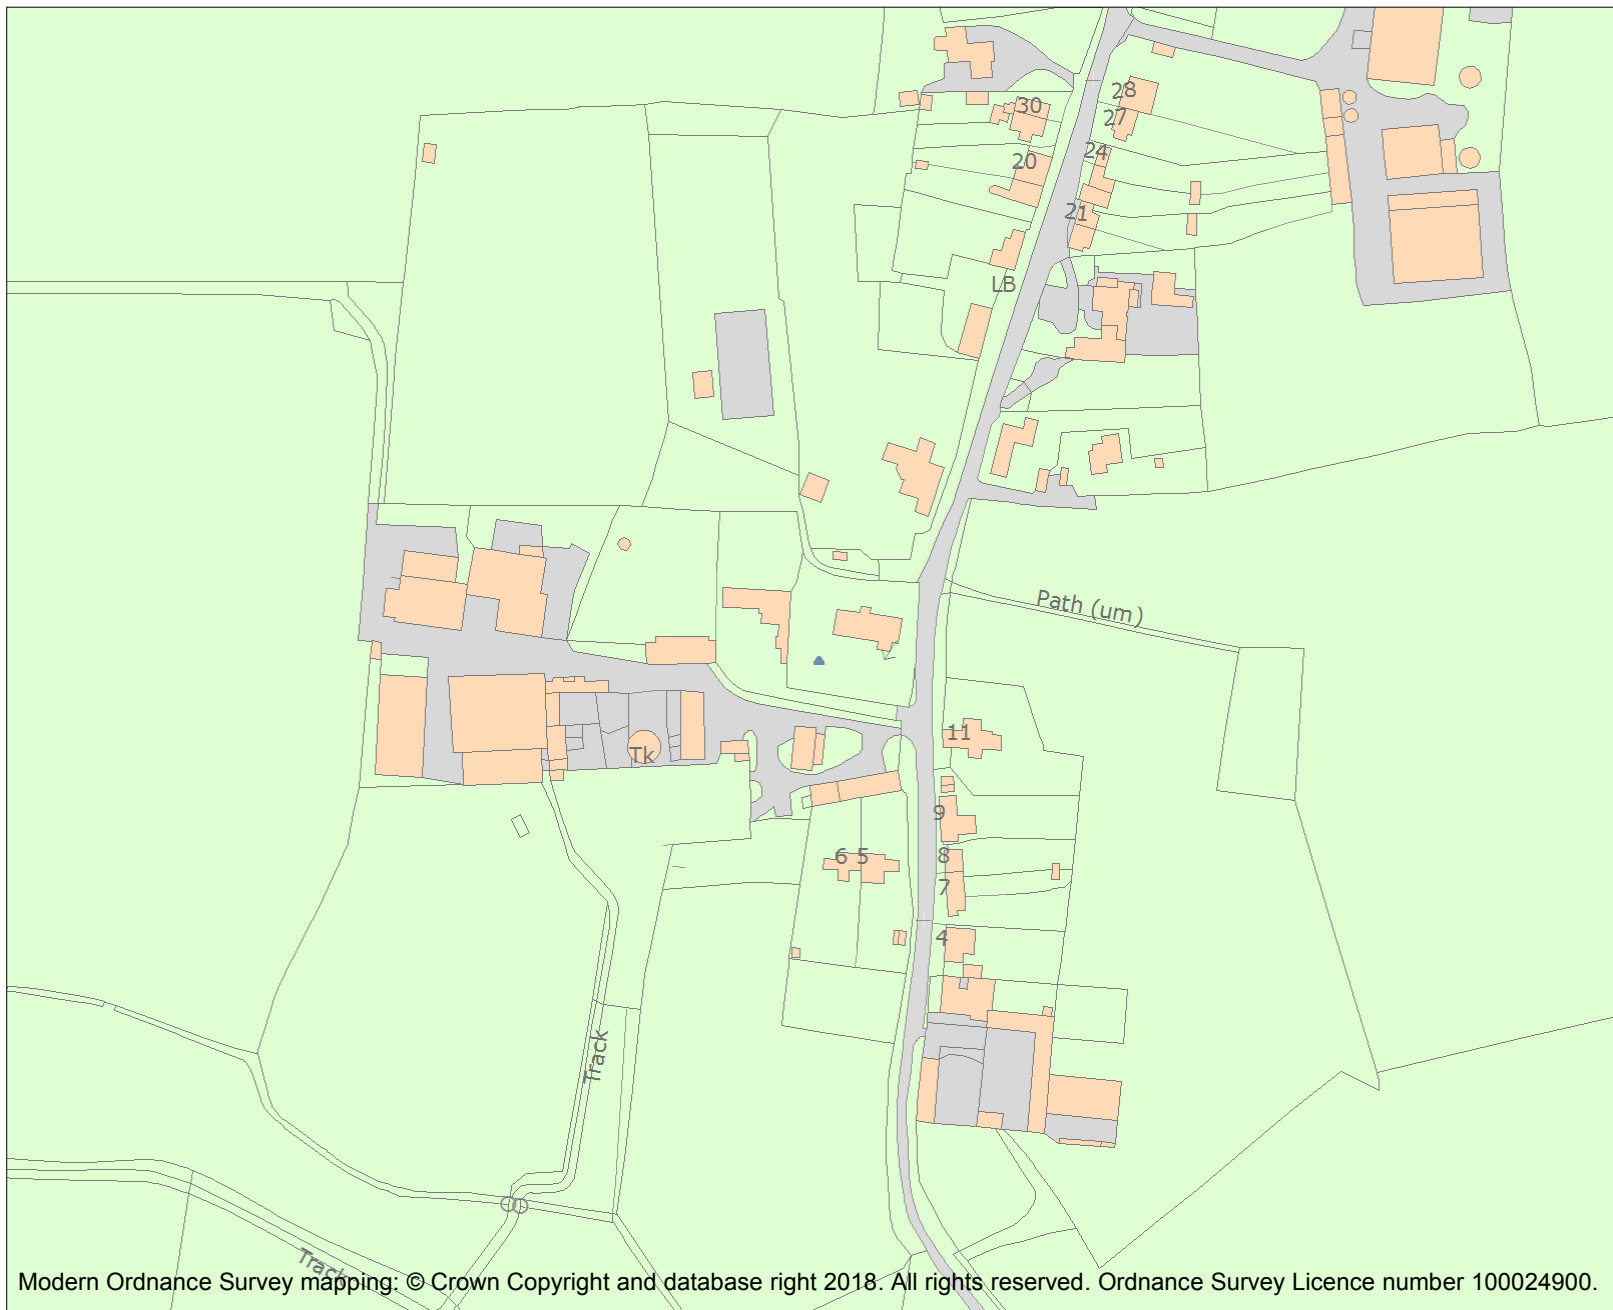 30
28
27
24
20
21
LB
Path (um)
11
Tk
9
6 5
8
7
4
Track
Track
Modern Ordnance Survey mapping: © Crown Copyright and database right 2018. All rights reserved. Ordnance Survey Licence number 100024900.